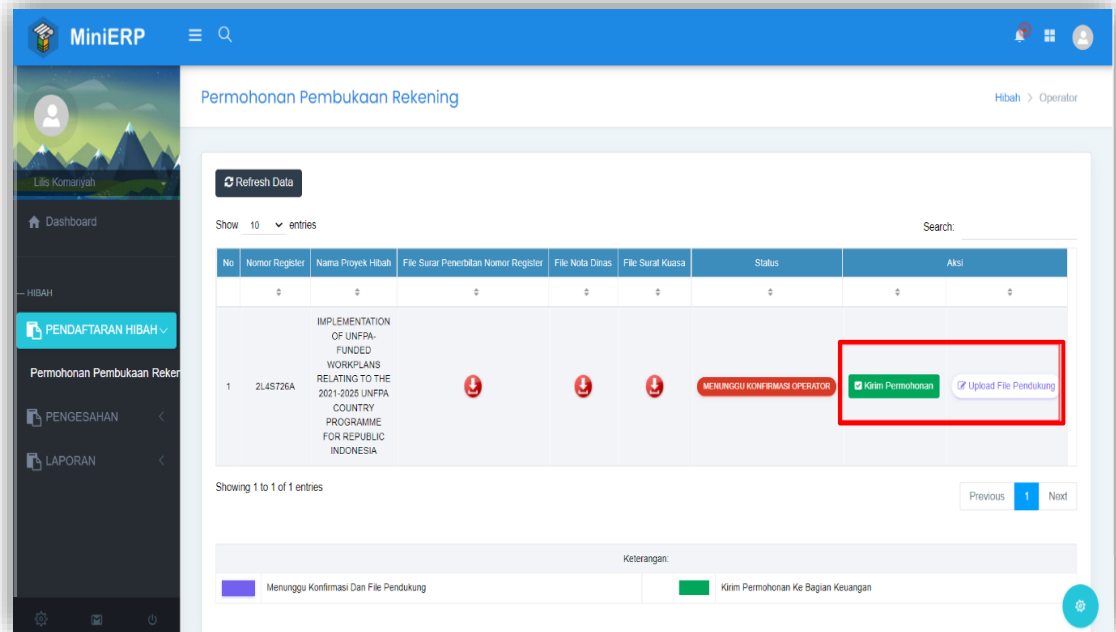 MiniERP
Permohonan Pembukaan Rekening
Hibah > Operator
Lilis Komariyah
Dashboard
HIBAH
PENDAFTARAN HIBAH
Permohonan Pembukaan Reker
PENGESAHAN
LAPORAN
Refresh Data
Show 10 entries
Search:
No Nomor Register Nama Proyek Hibah File Surar Penerbitan Nomor Register File Nota Dinas File Surat Kuasa Status Aksi
1 2L4S726A
IMPLEMENTATION
OF UNFPA-
FUNDED
WORKPLANS
RELATING TO THE
2021-2025 UNFPA
COUNTRY
PROGRAMME
FOR REPUBLIC
INDONESIA
MENUNGGU KONFIRMASI OPERATOR
Kirim Permohonan
Upload File Pendukung
Showing 1 to 1 of 1 entries
Previous 1 Next
Keterangan:
Menunggu Konfirmasi Dan File Pendukung
Kirim Permohonan Ke Bagian Keuangan